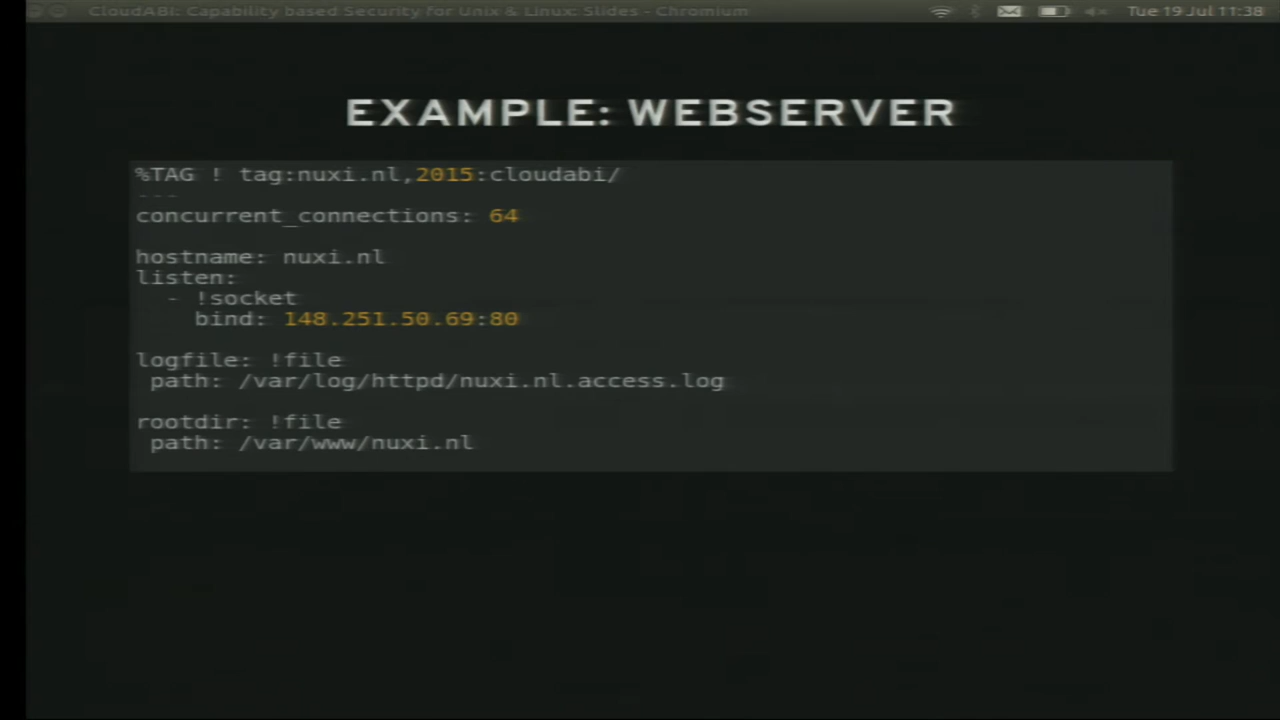 CloudABI: Capability based Security for Unix & Linux: Slides - Chromium
Tue 19 Jul 11:38
EXAMPLE: WEBSERVER
%TAG ! tag:nuxi.nl,2015:cloudabi/
---
concurrent_connections: 64
hostname: nuxi.nl
listen:
- !socket
bind: 148.251.50.69:80
logfile: !file
path: /var/log/httpd/nuxi.nl.access.log
rootdir: !file
path: /var/www/nuxi.nl